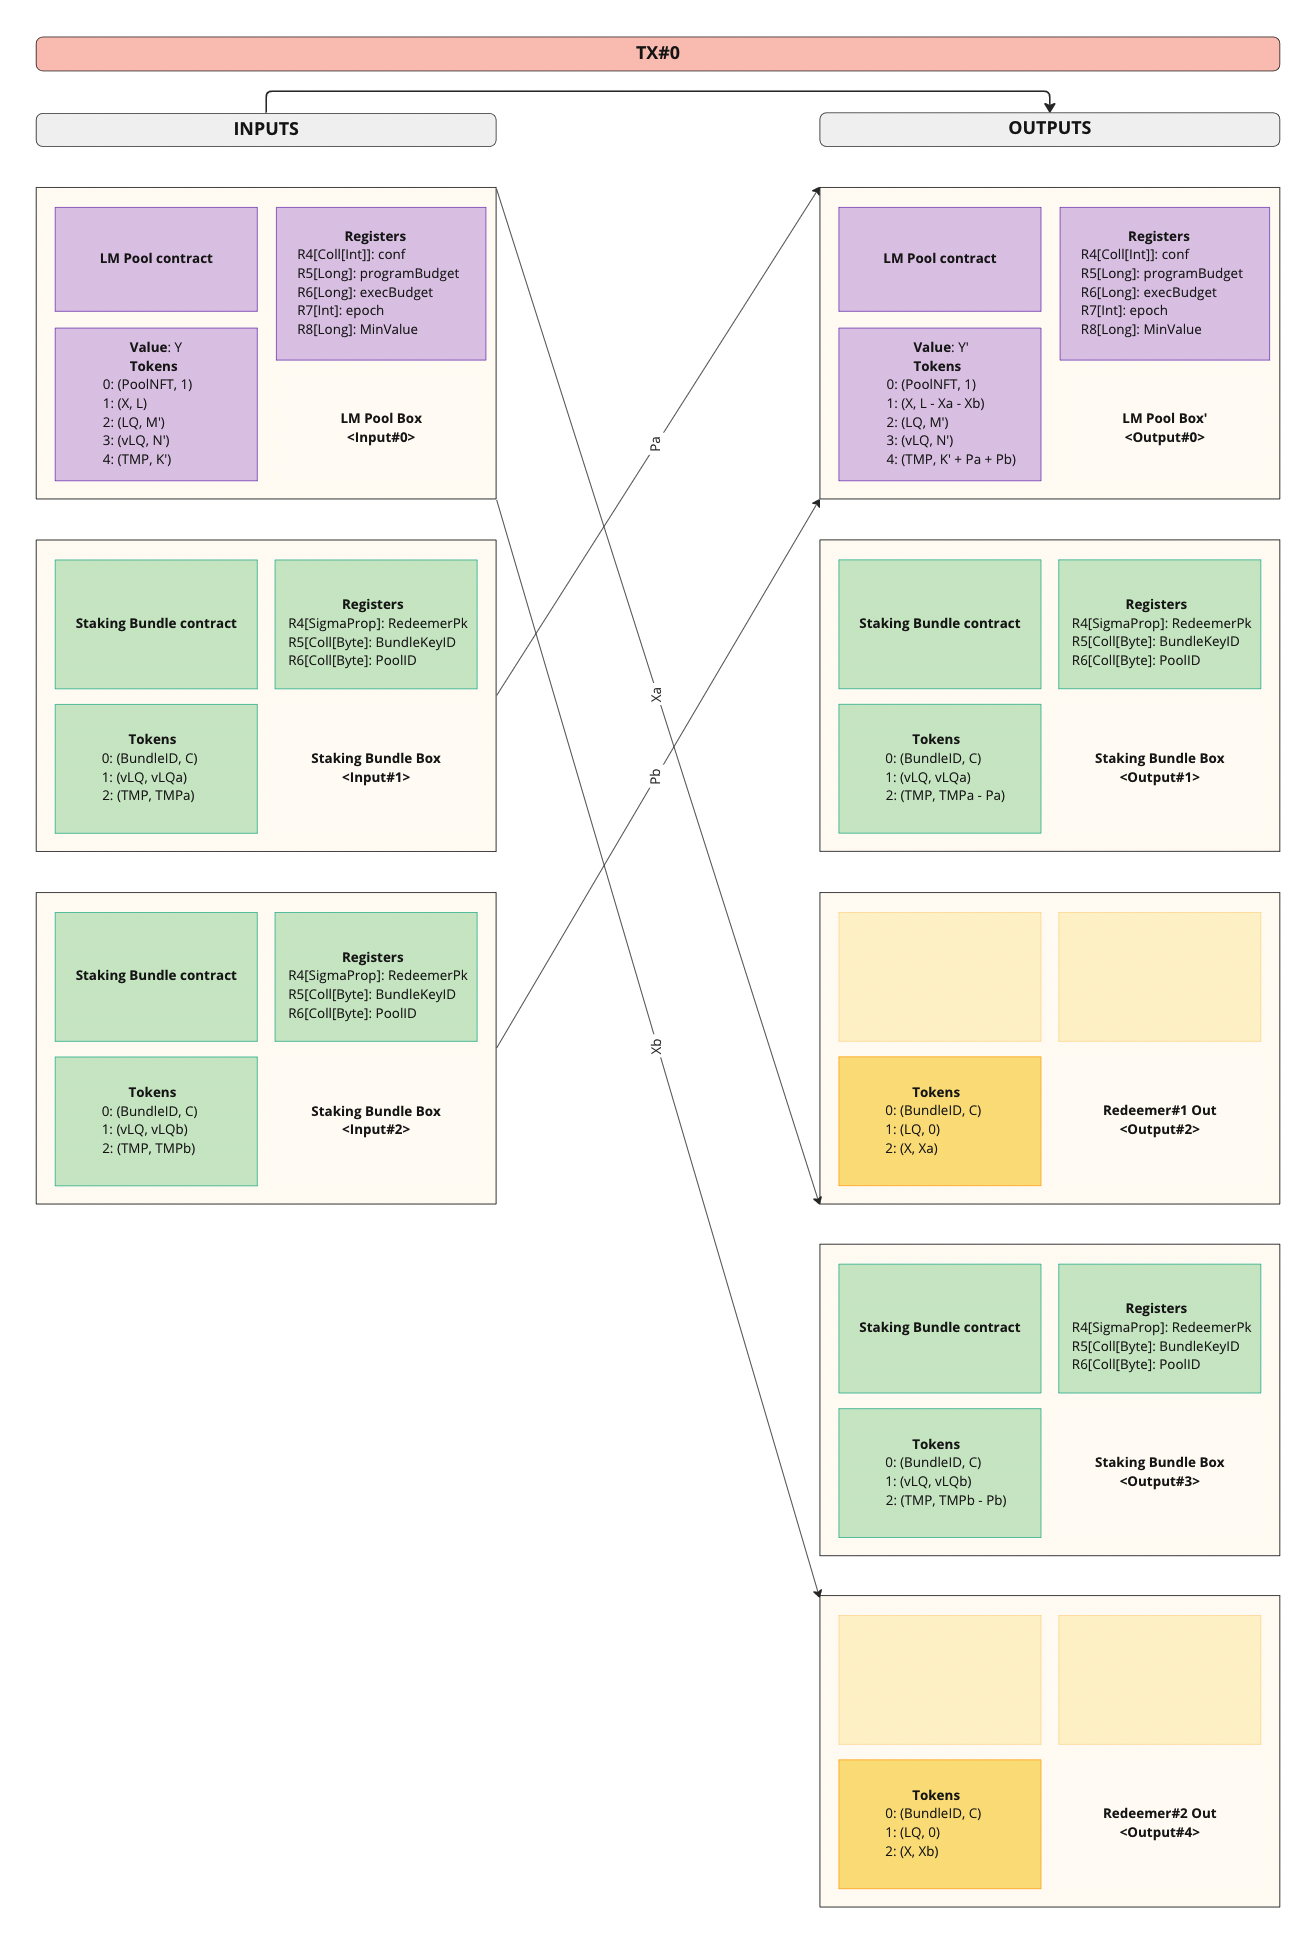 TX#0
INPUTS
OUTPUTS
LM Pool contract
Registers
R4[Coll[Int]]: conf
R5[Long]: programBudget
R6[Long]: execBudget
R7[Int]: epoch
R8[Long]: MinValue
Value: Y
Tokens
0: (PoolNFT, 1)
1: (X, L)
2: (LQ, M')
3: (vLQ, N')
4: (TMP, K')
LM Pool Box
<Input#0>
LM Pool contract
Registers
R4[Coll[Int]]: conf
R5[Long]: programBudget
R6[Long]: execBudget
R7[Int]: epoch
R8[Long]: MinValue
Value: Y'
Tokens
0: (PoolNFT, 1)
1: (X, L - Xa - Xb)
2: (LQ, M')
3: (vLQ, N')
4: (TMP, K' + Pa + Pb)
LM Pool Box'
<Output#0>
Pa
Xa
Pb
Xb
Staking Bundle contract
Registers
R4[SigmaProp]: RedeemerPk
R5[Coll[Byte]: BundleKeyID
R6[Coll[Byte]: PoolID
Tokens
0: (BundleID, C)
1: (vLQ, vLQa)
2: (TMP, TMPa)
Staking Bundle Box
<Input#1>
Staking Bundle contract
Registers
R4[SigmaProp]: RedeemerPk
R5[Coll[Byte]: BundleKeyID
R6[Coll[Byte]: PoolID
Tokens
0: (BundleID, C)
1: (vLQ, vLQa)
2: (TMP, TMPa - Pa)
Staking Bundle Box
<Output#1>
Staking Bundle contract
Registers
R4[SigmaProp]: RedeemerPk
R5[Coll[Byte]: BundleKeyID
R6[Coll[Byte]: PoolID
Tokens
0: (BundleID, C)
1: (vLQ, vLQb)
2: (TMP, TMPb)
Staking Bundle Box
<Input#2>
Tokens
0: (BundleID, C)
1: (LQ, 0)
2: (X, Xa)
Redeemer#1 Out
<Output#2>
Staking Bundle contract
Registers
R4[SigmaProp]: RedeemerPk
R5[Coll[Byte]: BundleKeyID
R6[Coll[Byte]: PoolID
Tokens
0: (BundleID, C)
1: (vLQ, vLQb)
2: (TMP, TMPb - Pb)
Staking Bundle Box
<Output#3>
Tokens
0: (BundleID, C)
1: (LQ, 0)
2: (X, Xb)
Redeemer#2 Out
<Output#4>